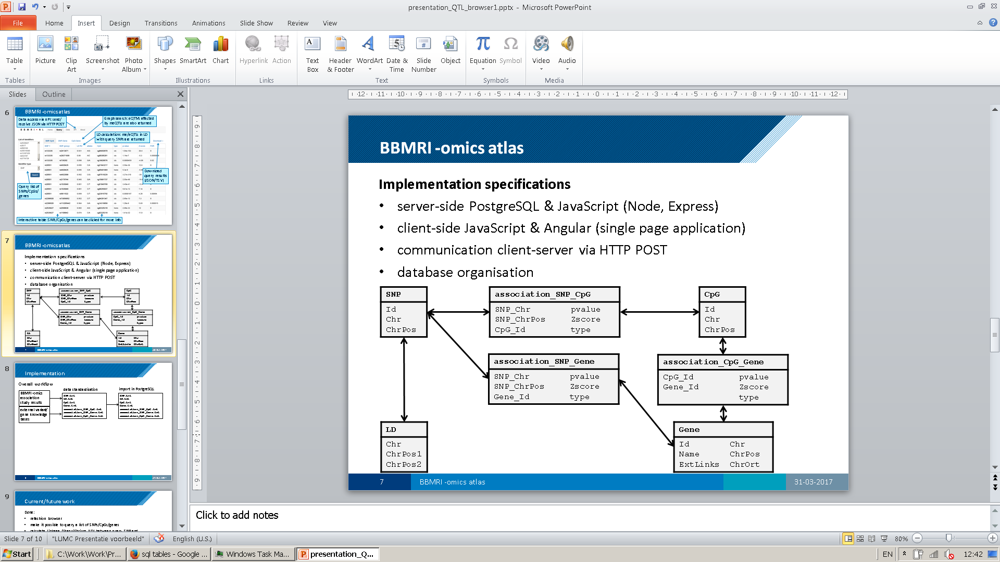 presentation_QTL_browser1.pptx - Microsoft PowerPoint
File Home Insert Design Transitions Animations Slide Show Review View
Table Picture Clip Art Screenshot Photo Album Shapes SmartArt Chart Hyperlink Action Text Box Header & Footer WordArt Date & Time Slide Number Object Equation Symbol Video Audio
Tables Images Illustrations Links Text Symbols Media
Slides Outline
6
BBMRI-omics atlas
Data access via API: send/
receive JSON via HTTP POST
Graph search: eQTM affected
by meQTLs are also returned
LD calculation: me/eQTLs in LD
with query SNPs are returned
Download
query results
(JSON/TSV)
Query list of
SNPs/CpGs/
genes
Interactive table: SNPs/CpGs/genes can be clicked for more info
7
BBMRI-omics atlas
Implementation specifications
• server-side PostgreSQL & JavaScript (Node, Express)
• client-side JavaScript & Angular (single page application)
• communication client-server via HTTP POST
• database organisation
8
Implementation
Overall workflow
BBMRI-omics
association
study results
external variant/
gene knowledge
bases
data standardisation
import in PostgreSQL
9
Current/future work
Done:
• refashion browser
• make it possible to query a list of SNPs/CpGs/genes
BBMRI-omics atlas
Implementation specifications
• server-side PostgreSQL & JavaScript (Node, Express)
• client-side JavaScript & Angular (single page application)
• communication client-server via HTTP POST
• database organisation
SNP
Id
Chr
ChrPos
association_SNP_CpG
SNP_Chr pvalue
SNP_ChrPos Zscore
CpG_Id type
CpG
Id
Chr
ChrPos
association_SNP_Gene
SNP_Chr pvalue
SNP_ChrPos Zscore
Gene_Id type
association_CpG_Gene
CpG_Id pvalue
Gene_Id Zscore
type
LD
Chr
ChrPos1
ChrPos2
Gene
Id Chr
Name ChrPos
ExtLinks ChrOrt
7 BBMRI-omics atlas 31-03-2017
Click to add notes
Slide 7 of 10 "LUMC Presentatie voorbeeld" English (U.S.) 80%
Start C:\Work\Work\Pr... sql tables - Google ... Windows Task Ma... presentation_Q... EN 12:42